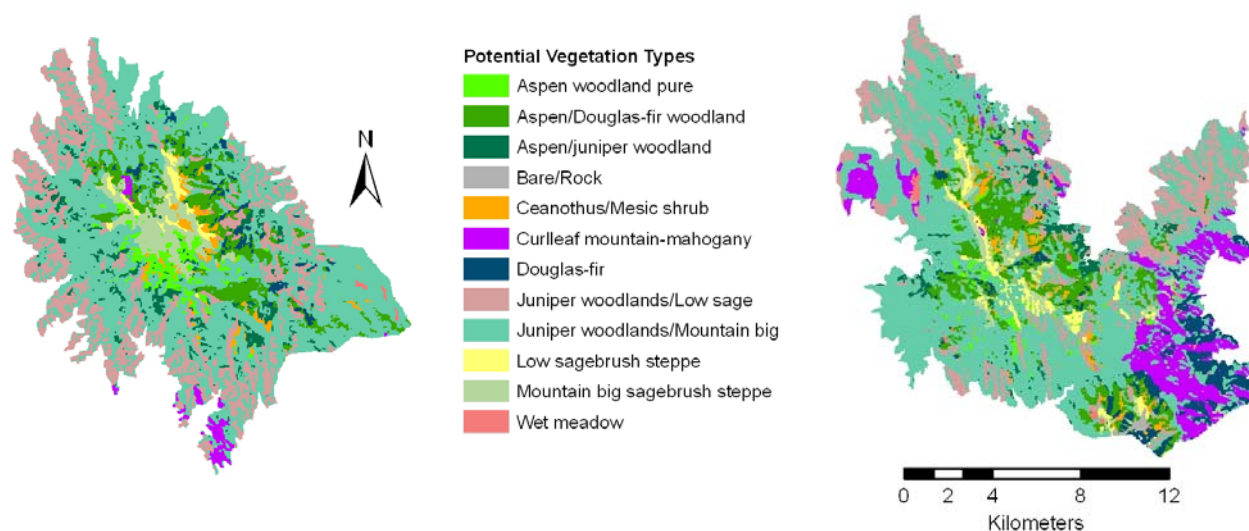 Potential Vegetation Types
Aspen woodland pure
Aspen/Douglas-fir woodland
Aspen/juniper woodland
Bare/Rock
Ceanothus/Mesic shrub
Curlleaf mountain-mahogany
Douglas-fir
Juniper woodlands/Low sage
Juniper woodlands/Mountain big
Low sagebrush steppe
Mountain big sagebrush steppe
Wet meadow
N
0 2 4 8 12
Kilometers